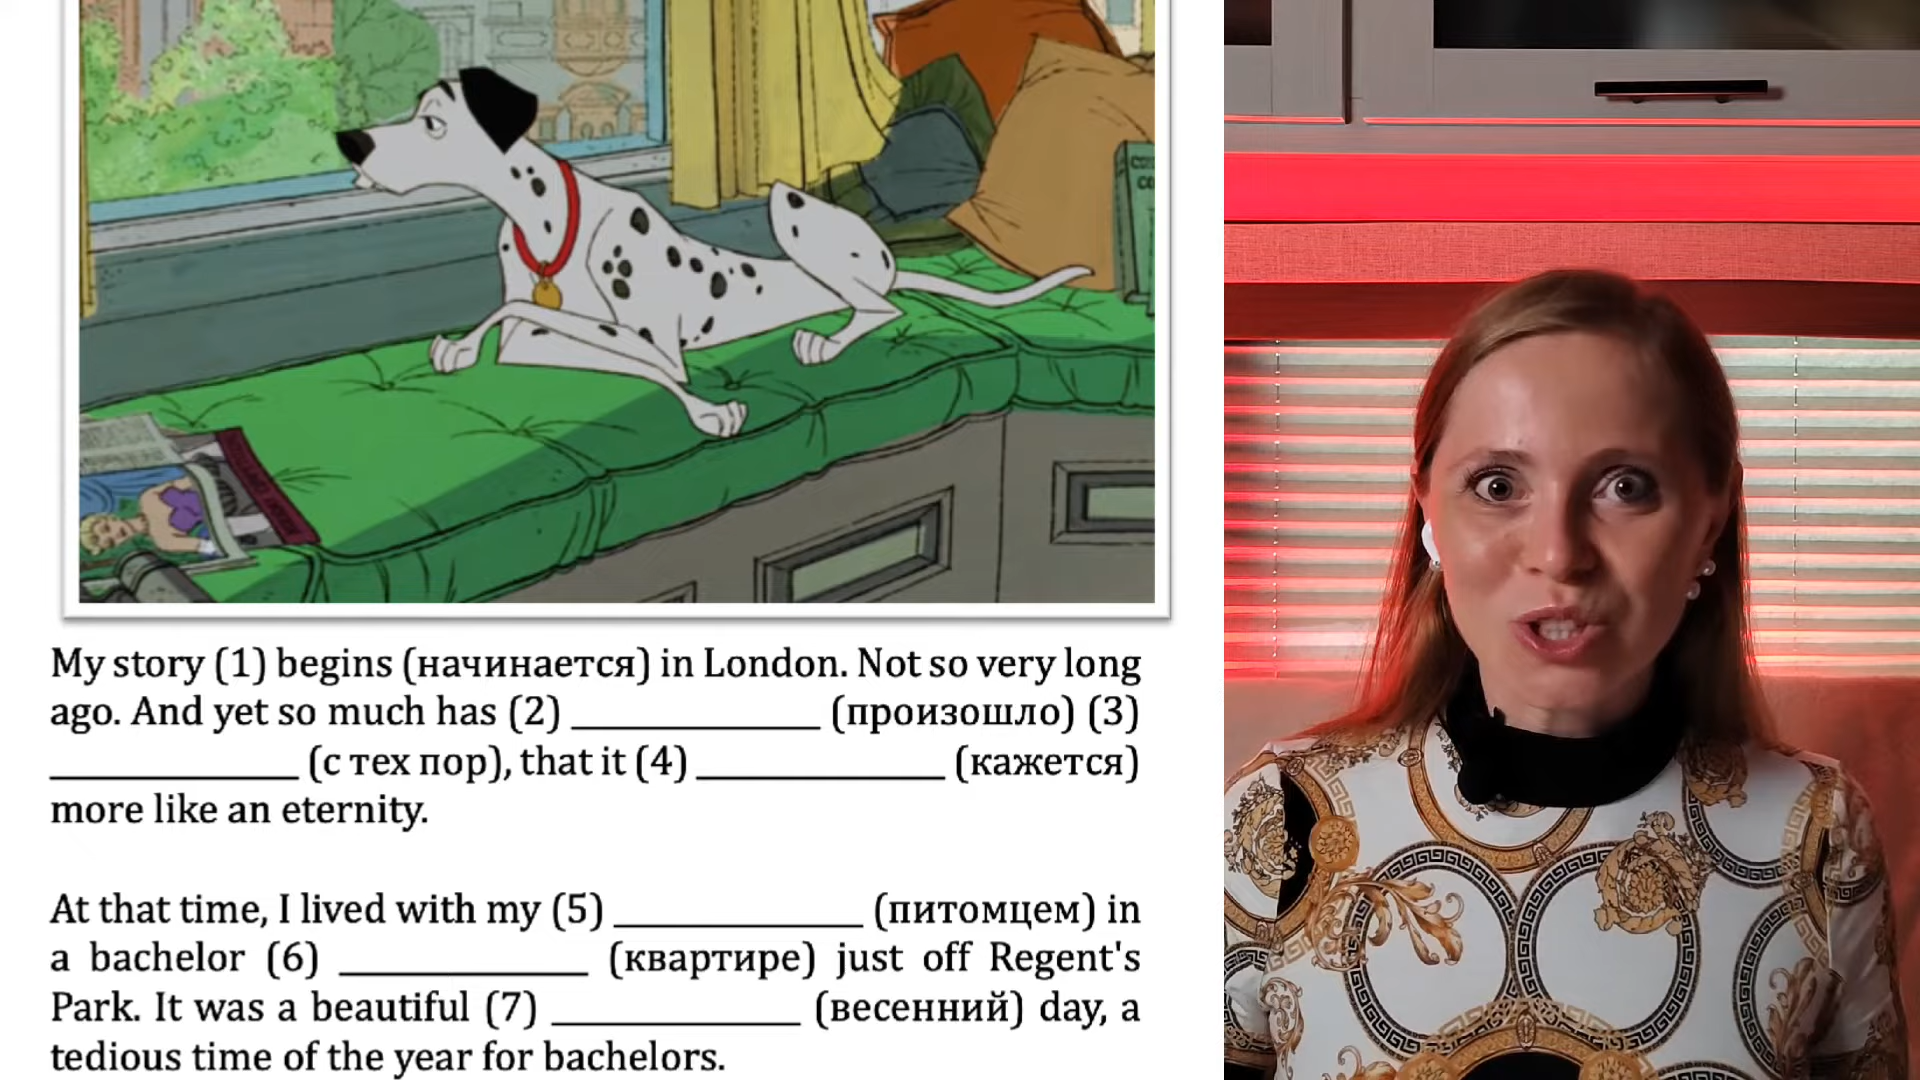 My story (1) begins (начинается) in London. Not so very long
ago. And yet so much has (2) ______________ (произошло) (3)
______________ (с тех пор), that it (4) ______________ (кажется)
more like an eternity.
At that time, I lived with my (5) ______________ (питомцем) in
a bachelor (6) ______________ (квартире) just off Regent's
Park. It was a beautiful (7) ______________ (весенний) day, a
tedious time of the year for bachelors.